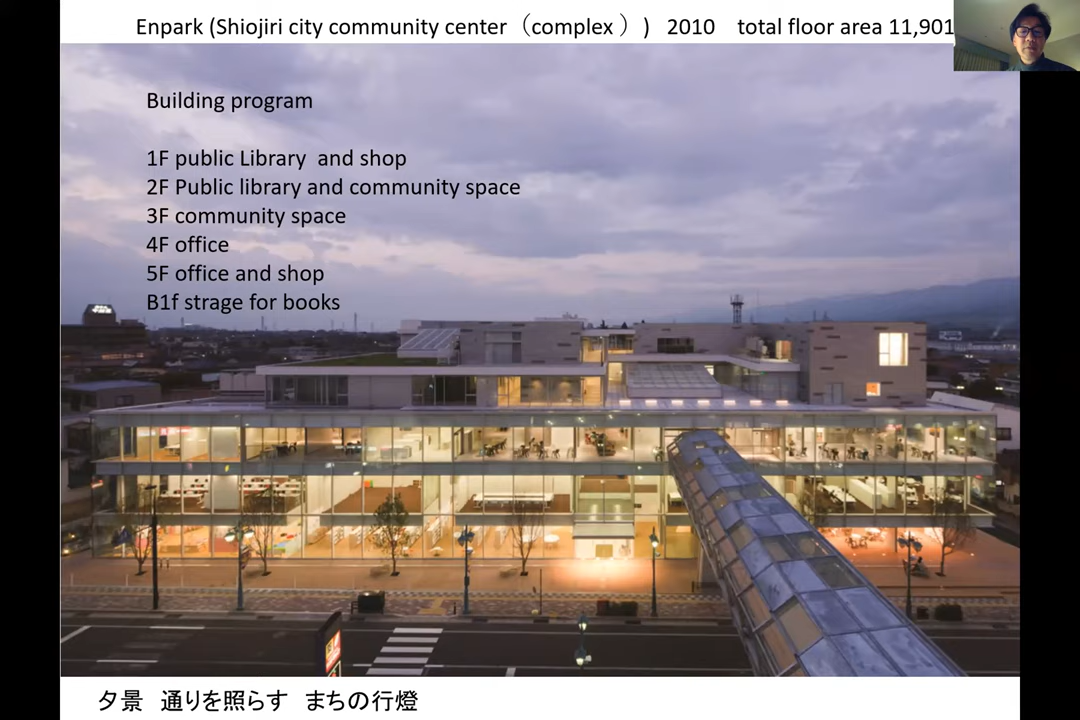 Enpark (Shiojiri city community center（complex ）) 2010 total floor area 11,901
Building program
1F public Library and shop
2F Public library and community space
3F community space
4F office
5F office and shop
B1f strage for books
夕景 通りを照らす まちの行燈